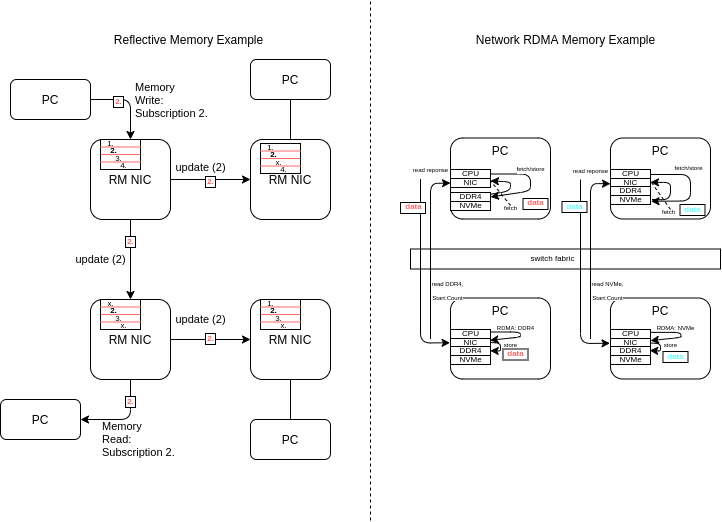 Reflective Memory Example
PC
2.
Memory
Write:
Subscription 2.
PC
1.
2.
3.
4.
RM NIC
update (2)
2.
1.
2.
x.
4.
RM NIC
2.
update (2)
x.
2.
3.
x.
RM NIC
update (2)
2.
1.
2.
3.
x.
RM NIC
2.
PC
Memory
Read:
Subscription 2.
PC
Network RDMA Memory Example
PC
read reponse
CPU
NIC
DDR4
NVMe
fetch/store
fetch
data
data
PC
read reponse
CPU
NIC
DDR4
NVMe
fetch/store
fetch
data
data
switch fabric
read DDR4,
Start:Count
PC
CPU
NIC
DDR4
NVMe
RDMA: DDR4
store
data
read NVMe,
Start:Count
PC
CPU
NIC
DDR4
NVMe
RDMA: NVMe
store
data